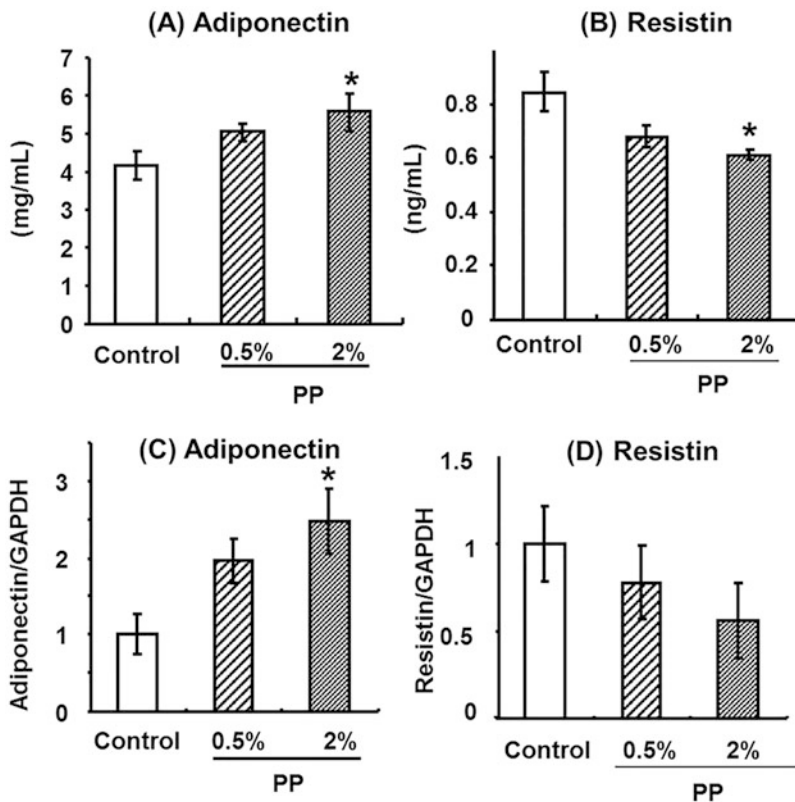 (A) Adiponectin
7
6
5
4
3
2
1
0
(mg/mL)
*
Control
0.5%
2%
PP
(B) Resistin
0.8
0.6
0.4
0.2
0
(ng/mL)
*
Control
0.5%
2%
PP
(C) Adiponectin
3
2
1
0
Adiponectin/GAPDH
*
Control
0.5%
2%
PP
(D) Resistin
1.5
1
0.5
0
Resistin/GAPDH
Control
0.5%
2%
PP